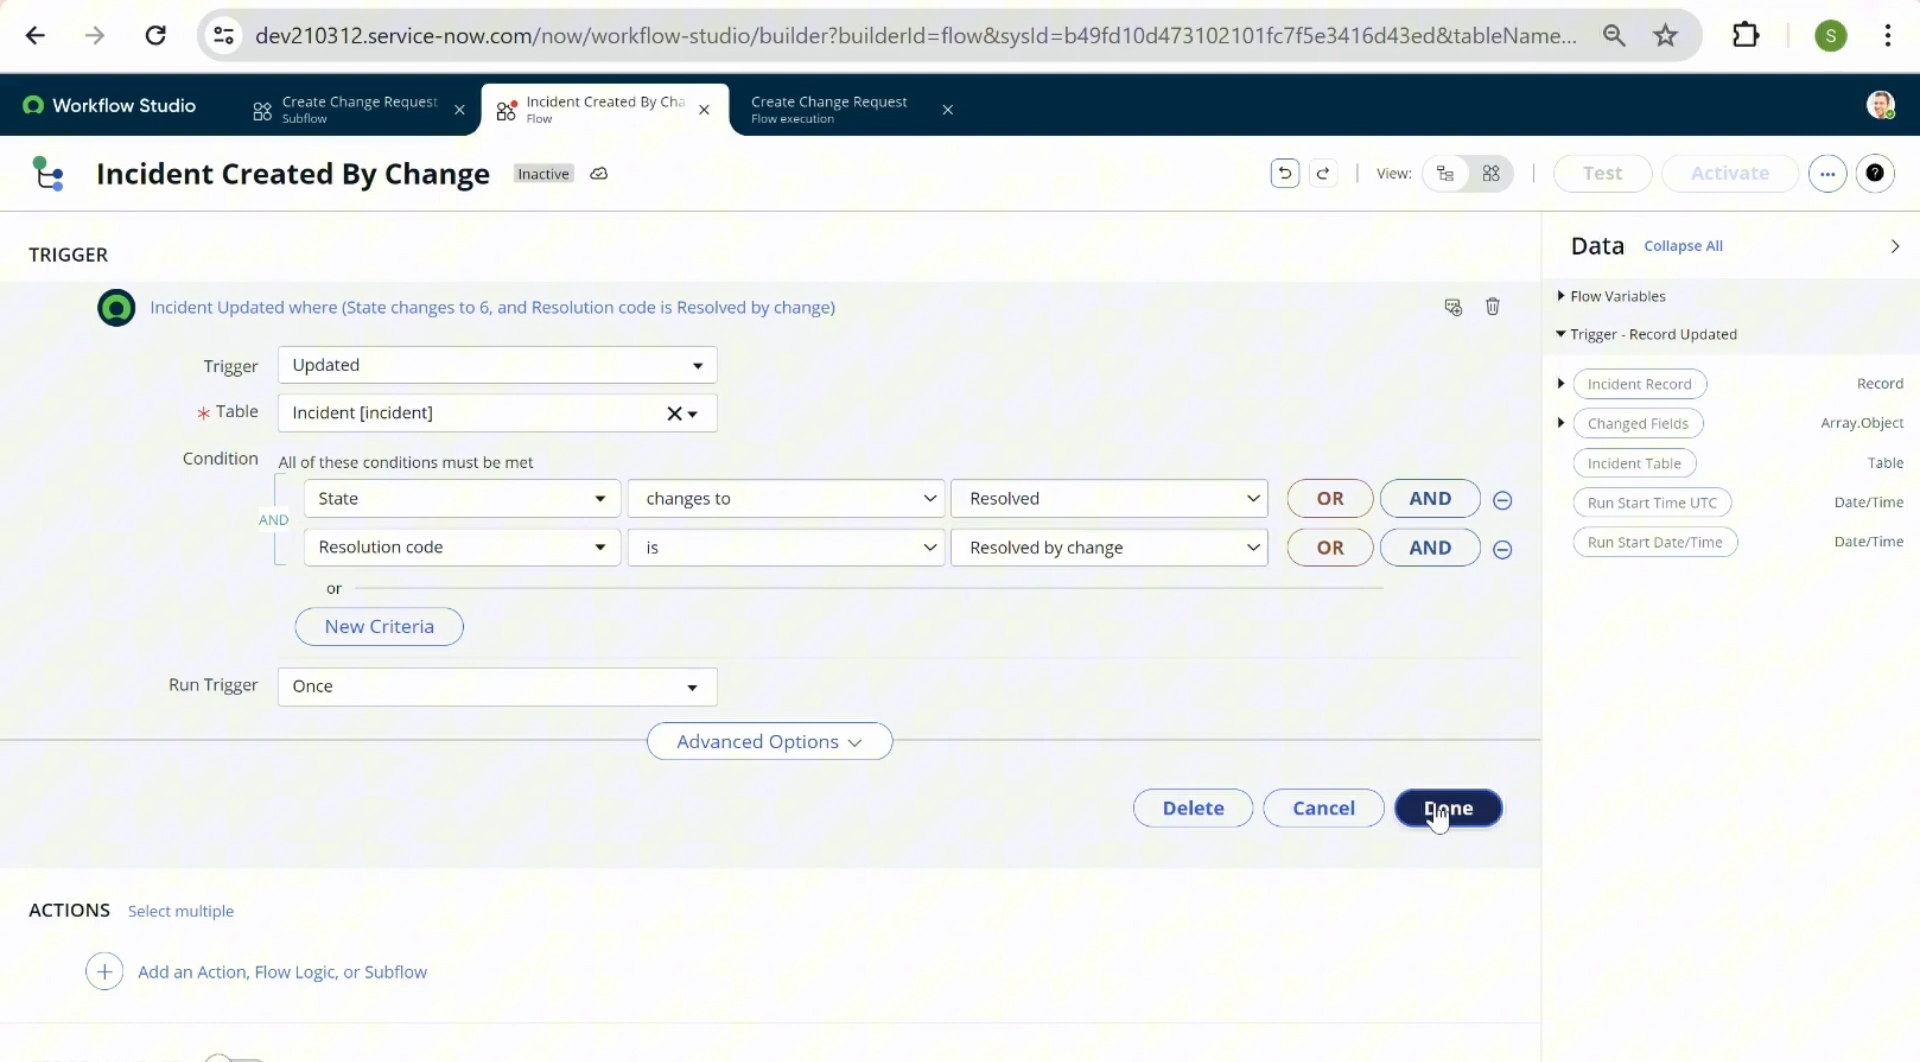 dev210312.service-now.com/now/workflow-studio/builder?builderId=flow&sysId=b49fd10d473102101fc7f5e3416d43ed&tableName...
S
Workflow Studio
Create Change Request
Subflow
Incident Created By Cha
Flow
Create Change Request
Flow execution
Incident Created By Change
Inactive
View:
Test
Activate
TRIGGER
Incident Updated where (State changes to 6, and Resolution code is Resolved by change)
Trigger
Updated
* Table
Incident [incident]
Condition
All of these conditions must be met
AND
State
changes to
Resolved
OR
AND
Resolution code
is
Resolved by change
OR
AND
or
New Criteria
Run Trigger
Once
Advanced Options
Delete
Cancel
Done
ACTIONS
Select multiple
Add an Action, Flow Logic, or Subflow
Data
Collapse All
Flow Variables
Trigger - Record Updated
Incident Record
Record
Changed Fields
Array.Object
Incident Table
Table
Run Start Time UTC
Date/Time
Run Start Date/Time
Date/Time